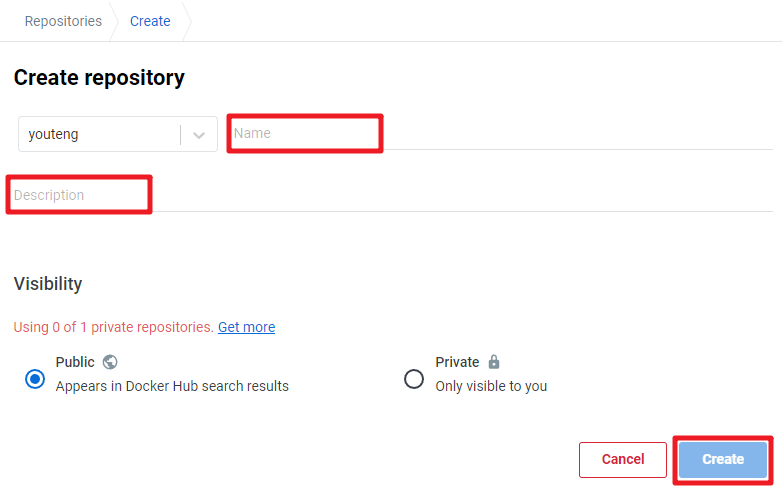 Repositories Create
Create repository
youteng Name
Description
Visibility
Using 0 of 1 private repositories. Get more
Public Private
Appears in Docker Hub search results Only visible to you
Cancel Create